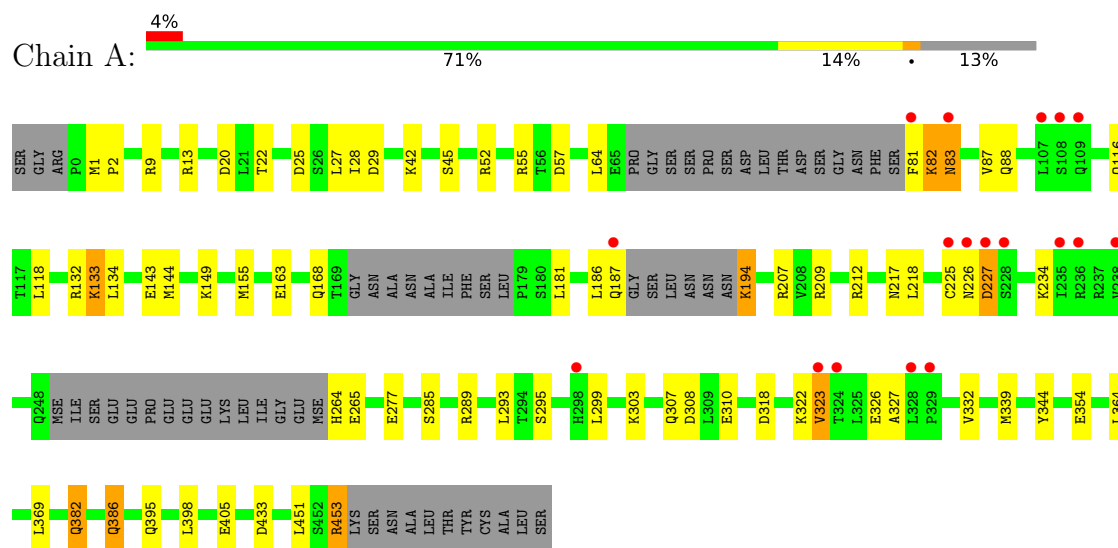 4%
Chain A:
71% 14% • 13%
SER GLY ARG P0 M1 P2 R9 R13 D20 L21 T22 D25 S26 L27 I28 D29 K42 S45 R52 R55 T56 D57 L64 E65 PRO GLY SER SER PRO SER ASP LEU THR ASP SER GLY ASN PHE SER F81 K82 N83 V87 Q88 L107 S108 Q109 Q116
T117 L118 R132 K133 L134 E143 M144 K149 M155 E163 Q168 T169 GLY ASN ALA ASN ALA ILE PHE SER LEU P179 S180 L181 L186 Q187 GLY SER LEU ASN ASN ASN K194 R207 V208 R209 R212 N217 L218 C225 N226 D227 S228 K234 I235 R236 R237 V238
Q248 MSE ILE SER GLU GLU PRO GLU GLU GLU LYS LEU ILE GLY GLU MSE H264 E265 E277 S285 R289 L293 T294 S295 H298 L299 K303 Q307 D308 L309 E310 D318 K322 V323 T324 L325 E326 A327 L328 P329 V332 M339 Y344 E354 L364
L369 Q382 Q386 Q395 L398 E405 D433 L451 S452 R453 LYS SER ASN ALA LEU THR TYR CYS ALA LEU SER